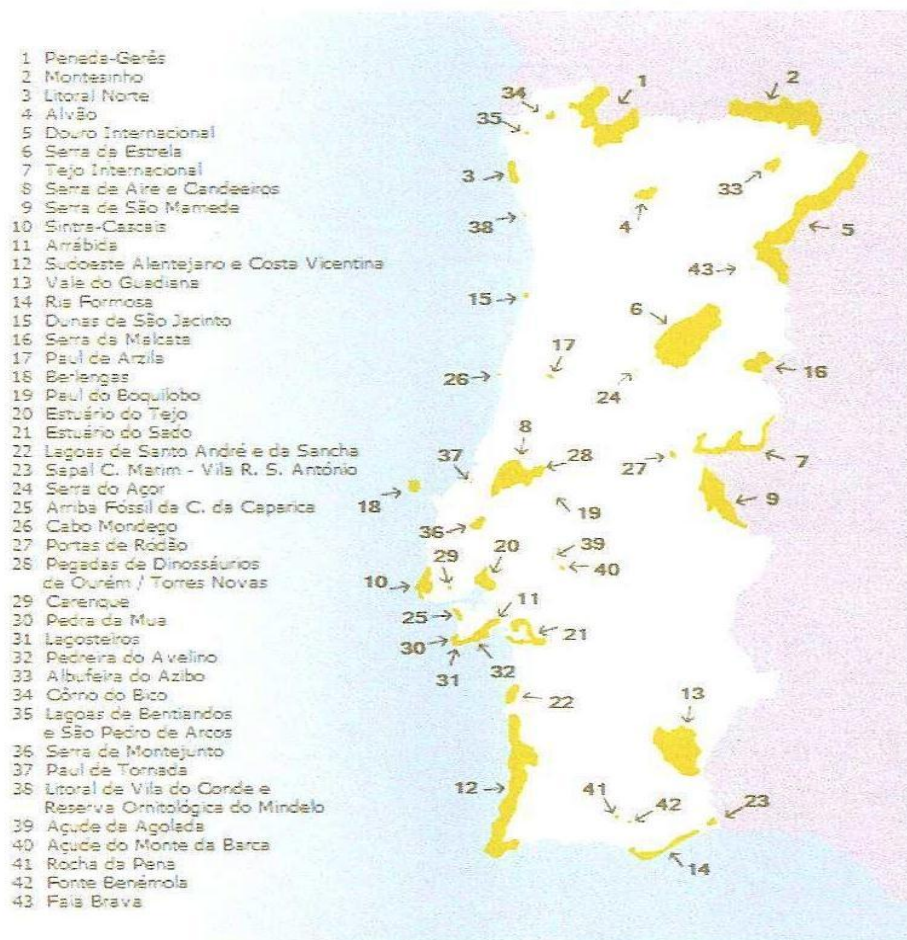 1 Peneda-Gerês
2 Montesinho
3 Litoral Norte
4 Alvão
5 Douro Internacional
6 Serra da Estrela
7 Tejo Internacional
8 Serra de Aire e Candeeiros
9 Serra de São Mamede
10 Sintra-Cascais
11 Arrábida
12 Sudoeste Alentejano e Costa Vicentina
13 Vale do Guadiana
14 Ria Formosa
15 Dunas de São Jacinto
16 Serra da Malcata
17 Paul de Arzila
18 Berlengas
19 Paul do Boquilobo
20 Estuário do Tejo
21 Estuário do Sado
22 Lagoas de Santo André e da Sancha
23 Sapal C. Marim - Vila R. S. António
24 Serra do Açor
25 Arriba Fóssil da C. da Caparica
26 Cabo Mondego
27 Portas de Ródão
28 Pegadas de Dinossáurios
de Ourém / Torres Novas
29 Carenque
30 Pedra da Mua
31 Lagosteiros
32 Pedreira do Avelino
33 Albufeira do Azibo
34 Côrno do Bico
35 Lagoas de Bertiandos
e São Pedro de Arcos
36 Serra de Montejunto
37 Paul de Tornada
38 Litoral de Vila do Conde e
Reserva Ornitológica do Mindelo
39 Açude da Agolada
40 Açude do Monte da Barca
41 Rocha da Pena
42 Fonte Benémola
43 Faia Brava
1
2
34
35
3
33
38
4
5
43
15
6
17
26
24
16
8
37
28
27
7
18
19
9
36
29
20
39
40
10
11
25
30
21
31
32
22
13
12
41
42
23
14